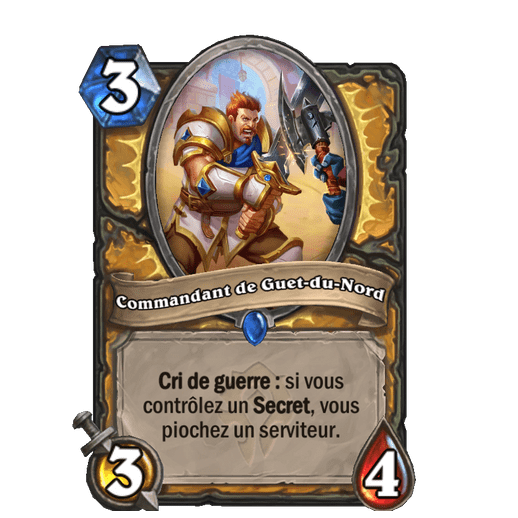 3
Commandant de Guet-du-Nord
Cri de guerre : si vous
contrôlez un Secret, vous
piochez un serviteur.
3
4